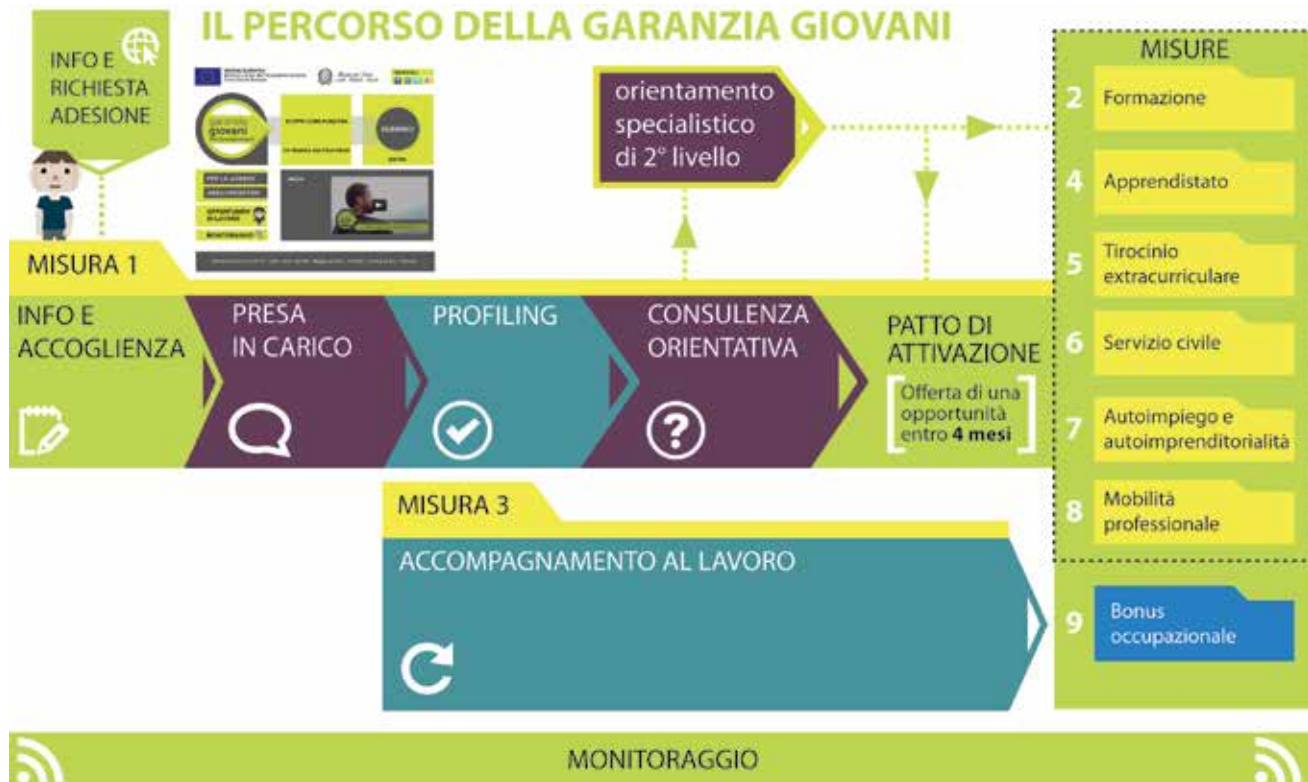 IL PERCORSO DELLA GARANZIA GIOVANI
INFO E
RICHIESTA
ADESIONE
garanzia
giovani
orientamento
specialistico
di 2° livello
MISURA 1
INFO E
ACCOGLIENZA
PRESA
IN CARICO
PROFILING
CONSULENZA
ORIENTATIVA
PATTO DI
ATTIVAZIONE
Offerta di una
opportunità
entro 4 mesi
MISURA 3
ACCOMPAGNAMENTO AL LAVORO
MISURE
2 Formazione
4 Apprendistato
5 Tirocinio
extracurriculare
6 Servizio civile
7 Autoimpiego e
autoimprenditorialità
8 Mobilità
professionale
9 Bonus
occupazionale
MONITORAGGIO